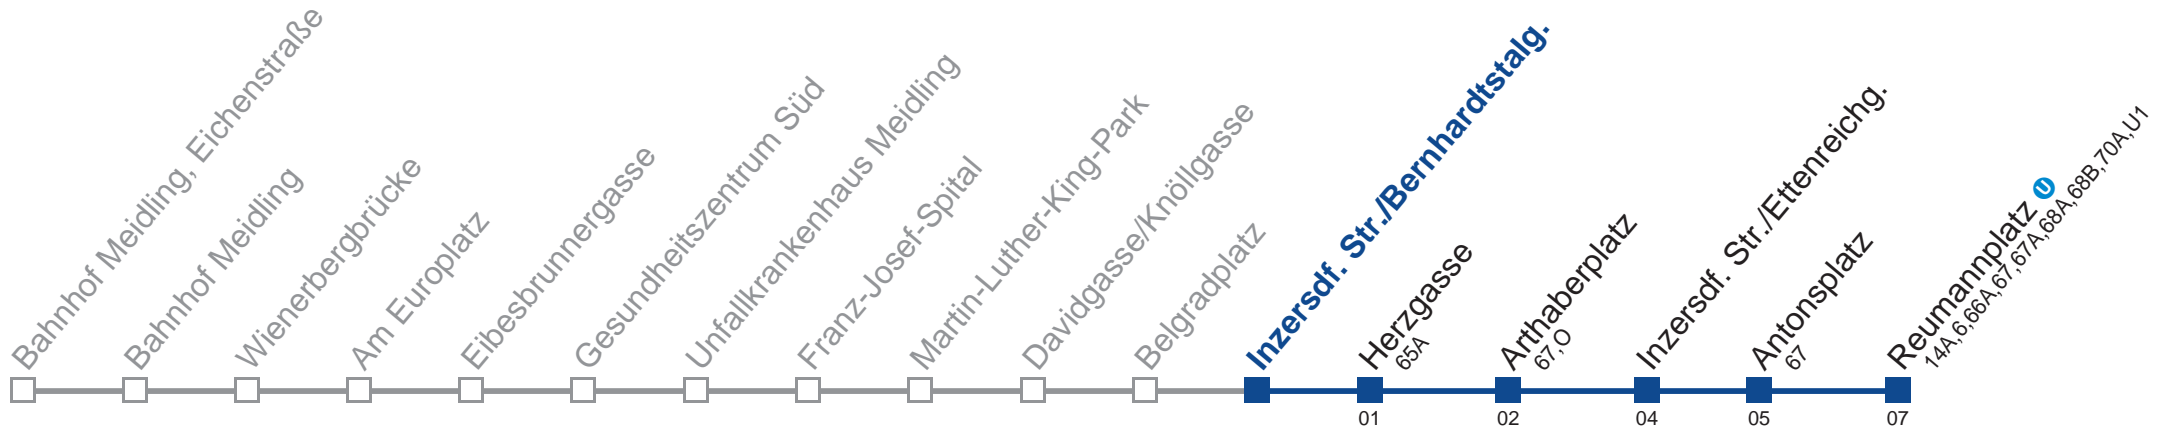 Bahnhof Meidling, Eichenstraße
Bahnhof Meidling
Wienerbergbrücke
Am Europlatz
Eibesbrunnergasse
Gesundheitszentrum Süd
Unfallkrankenhaus Meidling
Franz-Josef-Spital
Martin-Luther-King-Park
Davidgasse/Knöllgasse
Belgradplatz
Inzersdf. Str./Bernhardtstalg.
Herzgasse
65A
Arthaberplatz
67,O
Inzersdf. Str./Ettenreichg.
Antonsplatz
67
Reumannplatz U
14A,6,66A,67,67A,68A,68B,70A,U1
01
02
04
05
07